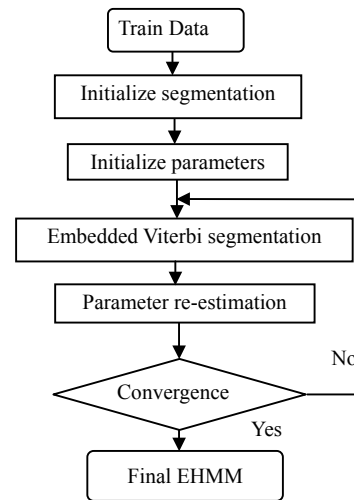 Train Data
Initialize segmentation
Initialize parameters
Embedded Viterbi segmentation
Parameter re-estimation
No
Convergence
Yes
Final EHMM